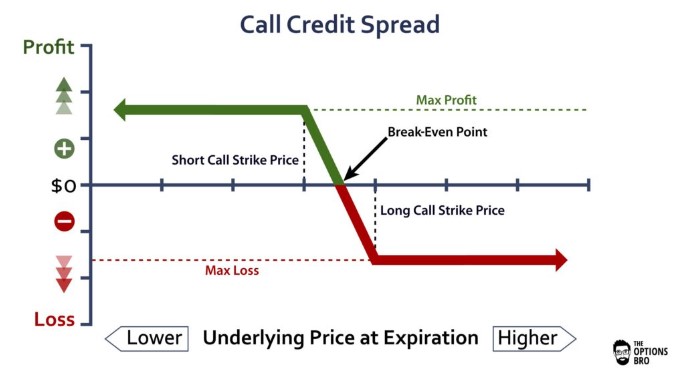 Call Credit Spread
Profit
Max Profit
Break-Even Point
Short Call Strike Price
$0
Long Call Strike Price
Max Loss
Loss
Lower
Underlying Price at Expiration
Higher
THE
OPTIONS
BRO